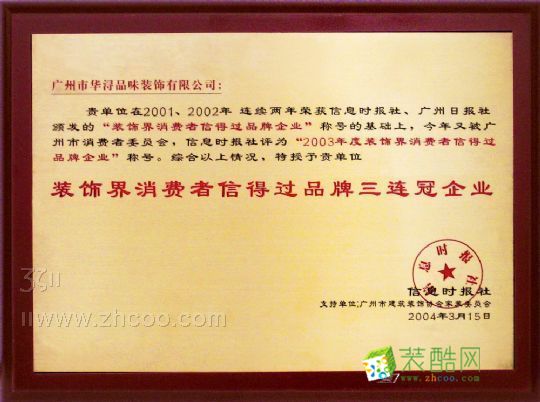 广州市华浔品味装饰有限公司:
贵单位在2001、2002年 连续两年荣获信息时报社、广州日报社
颁发的“装饰界消费者信得过品牌企业”称号的基础上，今年又被广
州市消费者委员会，信息时报社评为“2003年度装饰界消费者信得过
品牌企业”称号。综合以上情况，特授予贵单位
装饰界消费者信得过品牌三连冠企业
信息时报社
信息时报社
支持单位:广州市建筑装饰协会家装委员会
2004年3月15日
www.zhcoo.com
装酷网
www.zhcoo.com